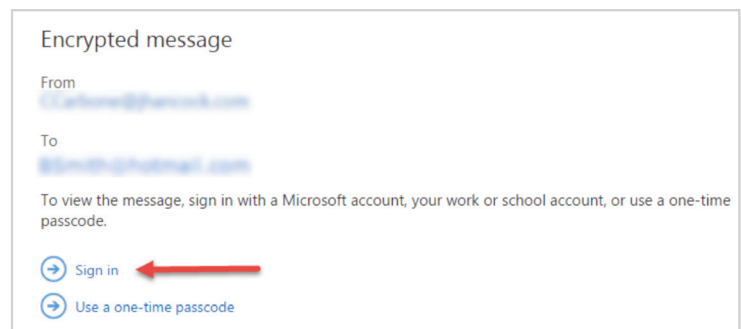 Encrypted message
From
To
To view the message, sign in with a Microsoft account, your work or school account, or use a one-time
passcode.
Sign in
Use a one-time passcode